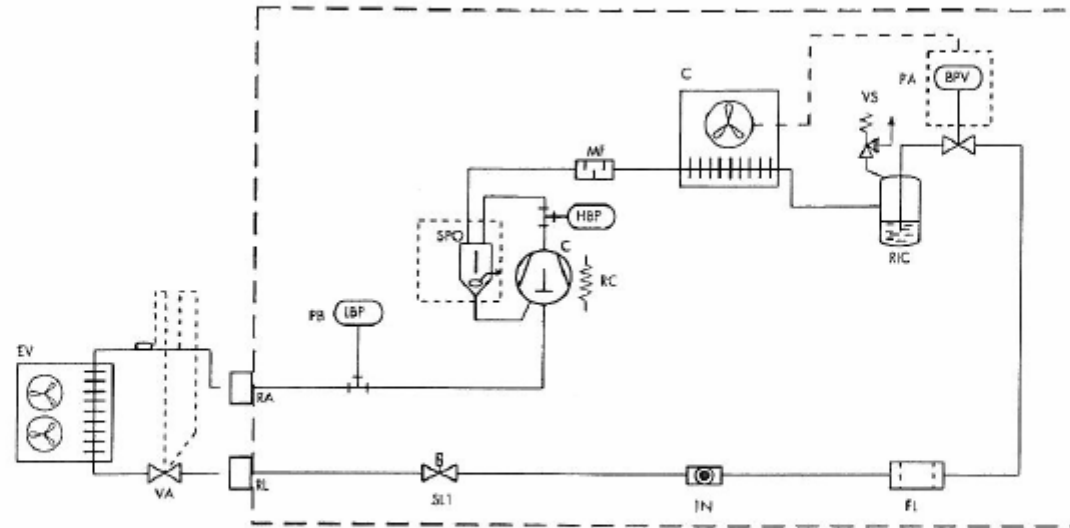 C
PA
BPV
VS
MF
HBP
SPO
C
RC
RIC
PB
LBP
EV
RA
VA
RL
SL1
IN
FL